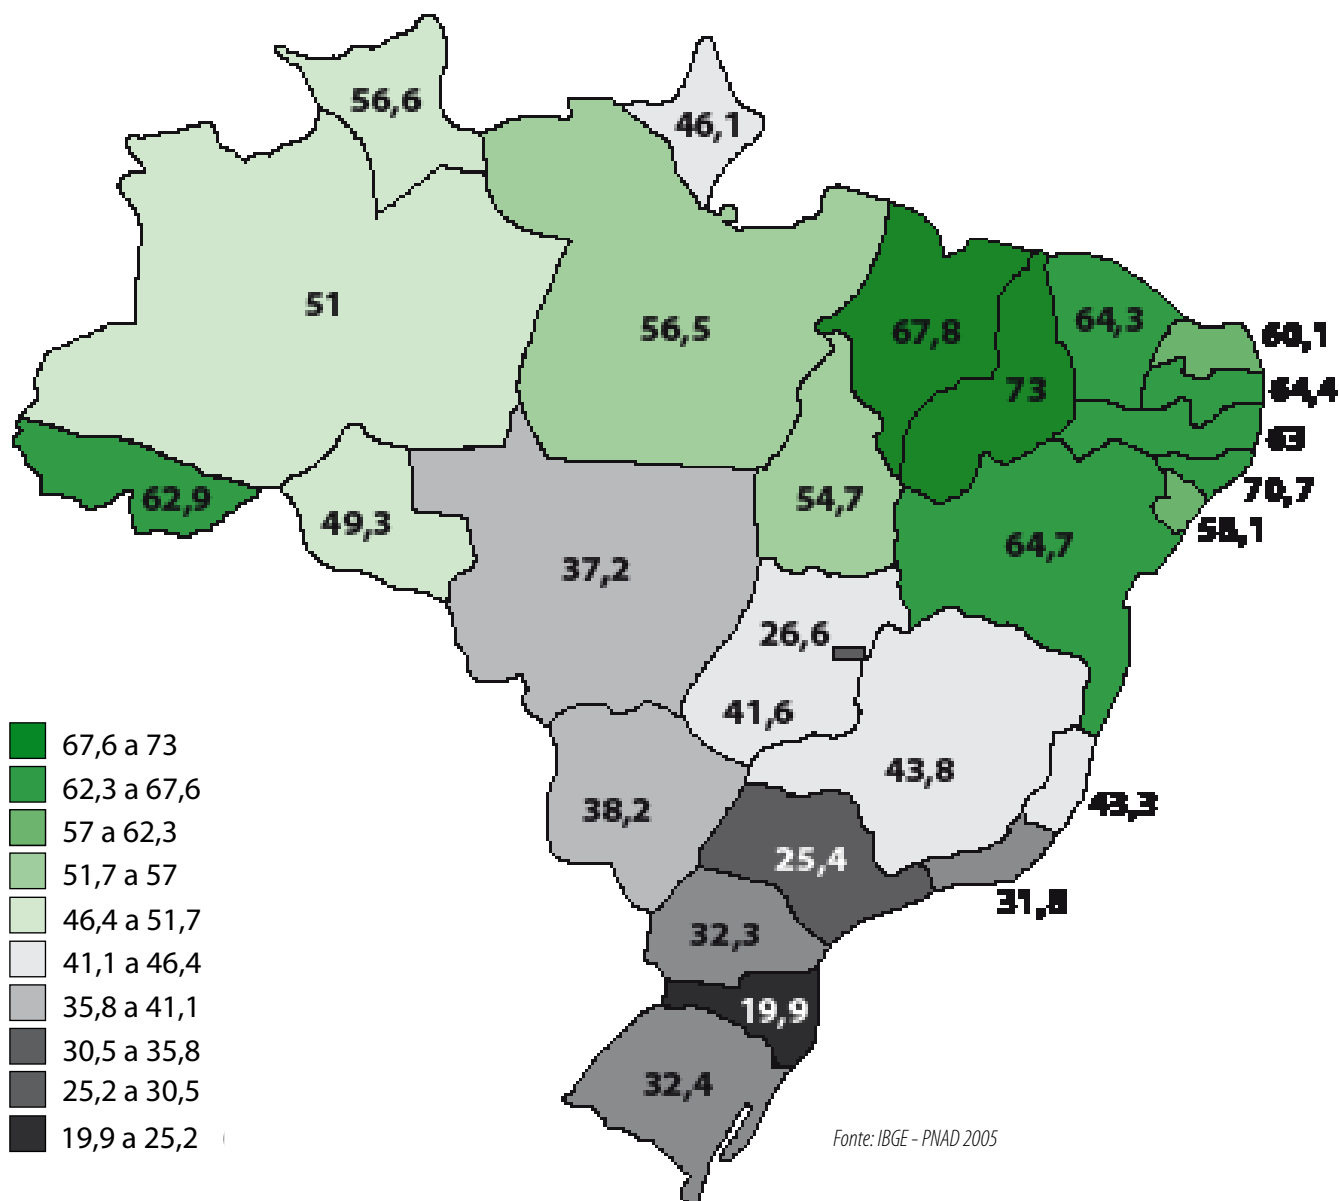 56,6
46,1
51
56,5
67,8
73
64,3
60,1
64,4
63
70,7
58,1
62,9
49,3
54,7
64,7
37,2
26,6
41,6
43,8
43,3
38,2
25,4
31,8
32,3
19,9
32,4
67,6 a 73
62,3 a 67,6
57 a 62,3
51,7 a 57
46,4 a 51,7
41,1 a 46,4
35,8 a 41,1
30,5 a 35,8
25,2 a 30,5
19,9 a 25,2
Fonte: IBGE - PNAD 2005